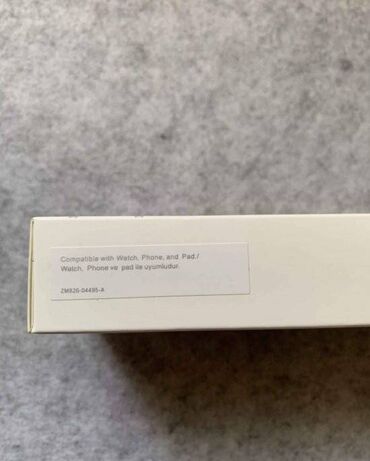 Compatible with Watch, Phone, and Pad./
Watch, Phone ve pad ile uyumludur.
ZM826-04495-A